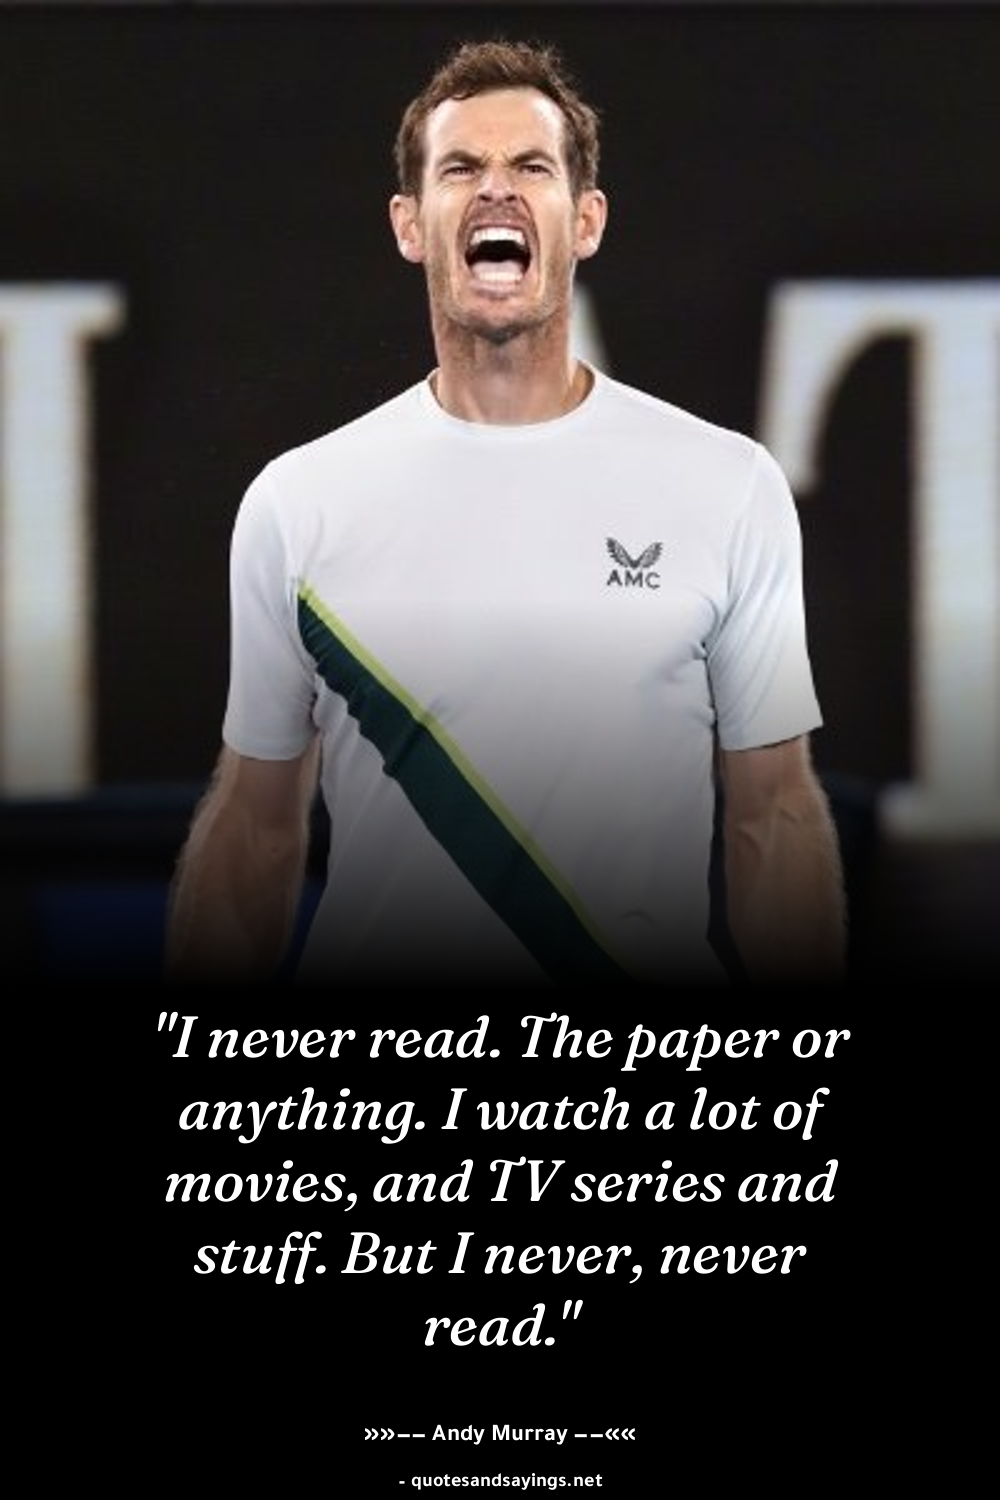 AMC
"I never read. The paper or
anything. I watch a lot of
movies, and TV series and
stuff. But I never, never
read."
»»–– Andy Murray ––««
- quotesandsayings.net